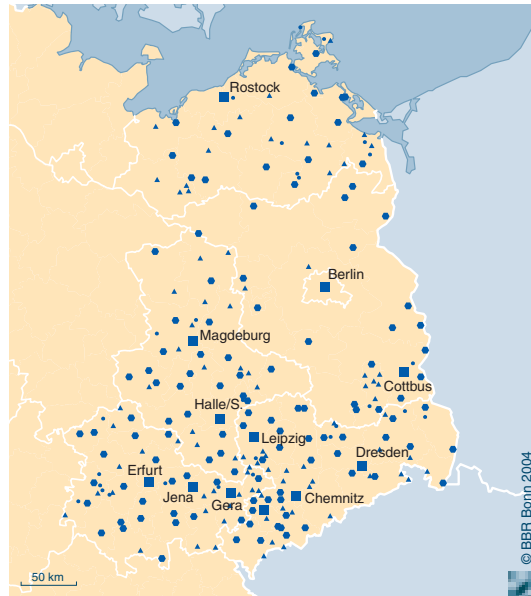 Rostock
Berlin
Magdeburg
Cottbus
Halle/S.
Leipzig
Dresden
Erfurt
Jena
Gera
Chemnitz
50 km
© BBR Bonn 2004